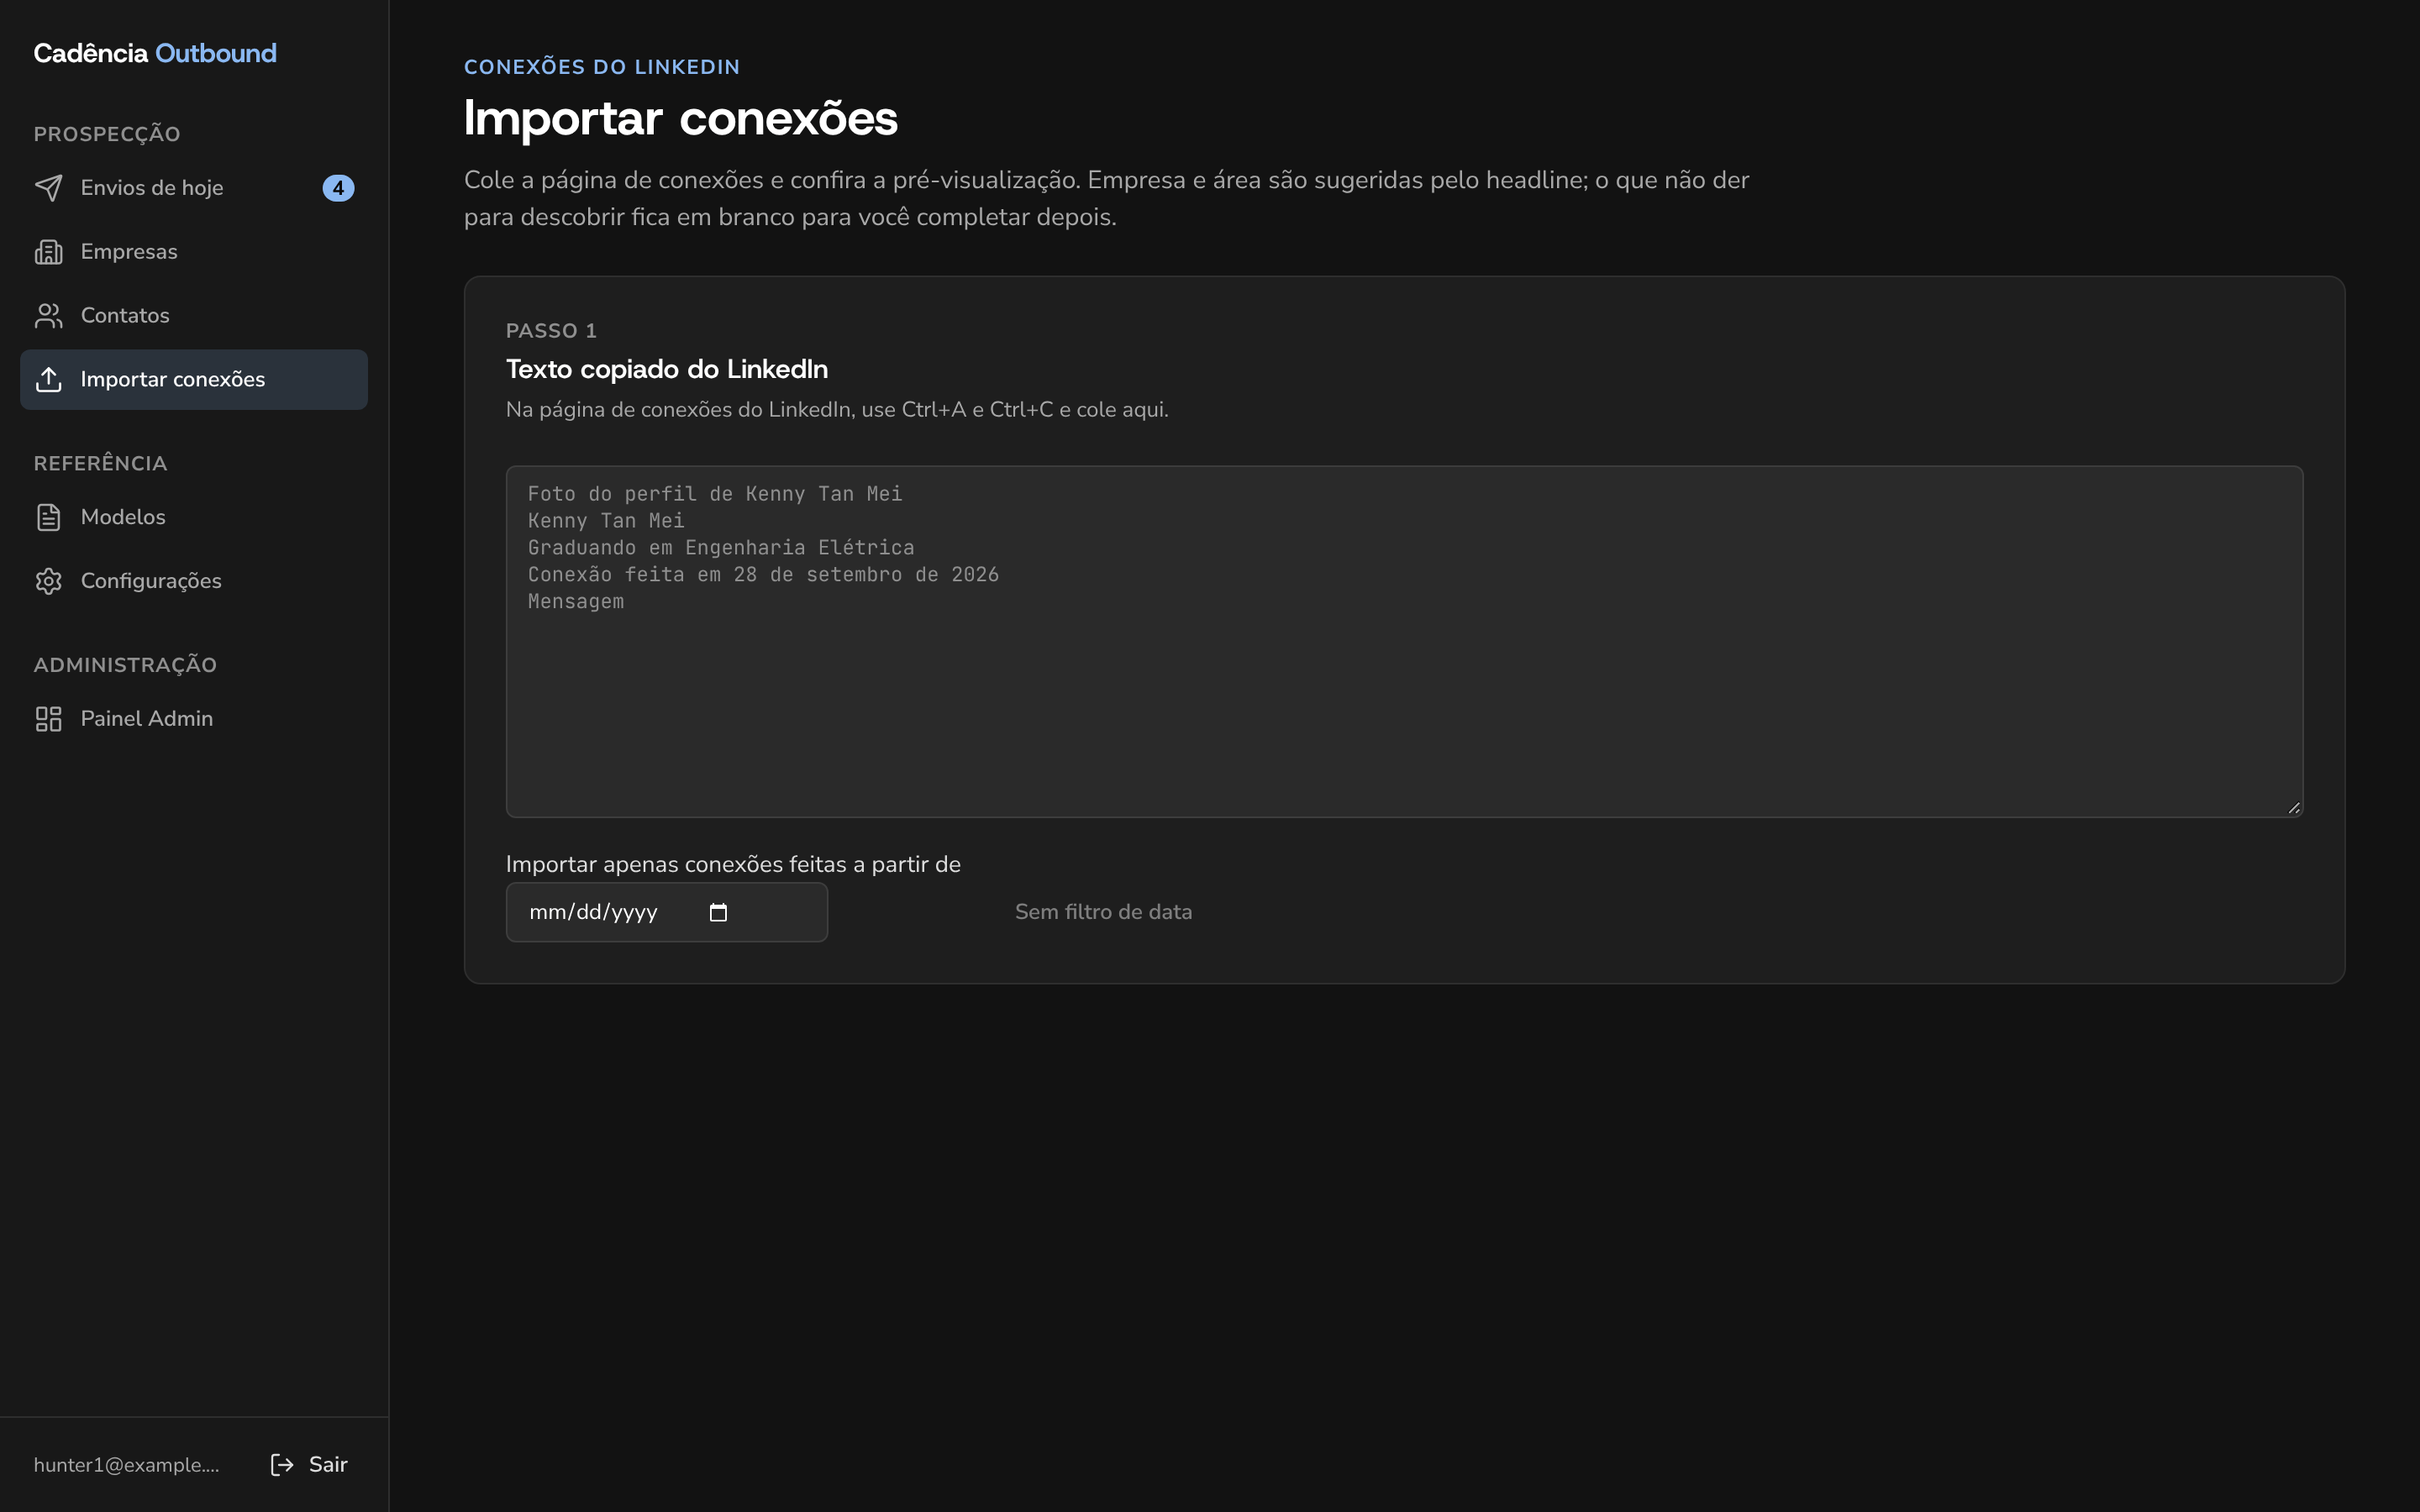 Cadência Outbound
PROSPECÇÃO
Envios de hoje 4
Empresas
Contatos
Importar conexões
REFERÊNCIA
Modelos
Configurações
ADMINISTRAÇÃO
Painel Admin
hunter1@example....
Sair
CONEXÕES DO LINKEDIN
Importar conexões
Cole a página de conexões e confira a pré-visualização. Empresa e área são sugeridas pelo headline; o que não der
para descobrir fica em branco para você completar depois.
PASSO 1
Texto copiado do LinkedIn
Na página de conexões do LinkedIn, use Ctrl+A e Ctrl+C e cole aqui.
Foto do perfil de Kenny Tan Mei
Kenny Tan Mei
Graduando em Engenharia Elétrica
Conexão feita em 28 de setembro de 2026
Mensagem
Importar apenas conexões feitas a partir de
mm/dd/yyyy
Sem filtro de data